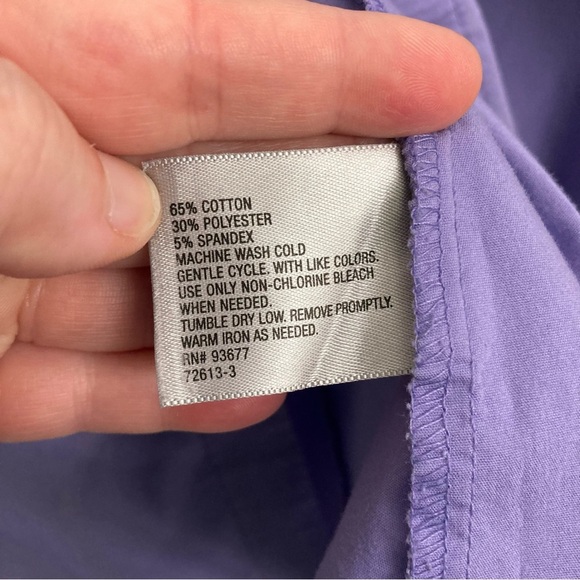 65% COTTON
30% POLYESTER
5% SPANDEX
MACHINE WASH COLD
GENTLE CYCLE. WITH LIKE COLORS.
USE ONLY NON-CHLORINE BLEACH
WHEN NEEDED.
TUMBLE DRY LOW. REMOVE PROMPTLY.
WARM IRON AS NEEDED.
RN# 93677
72613-3